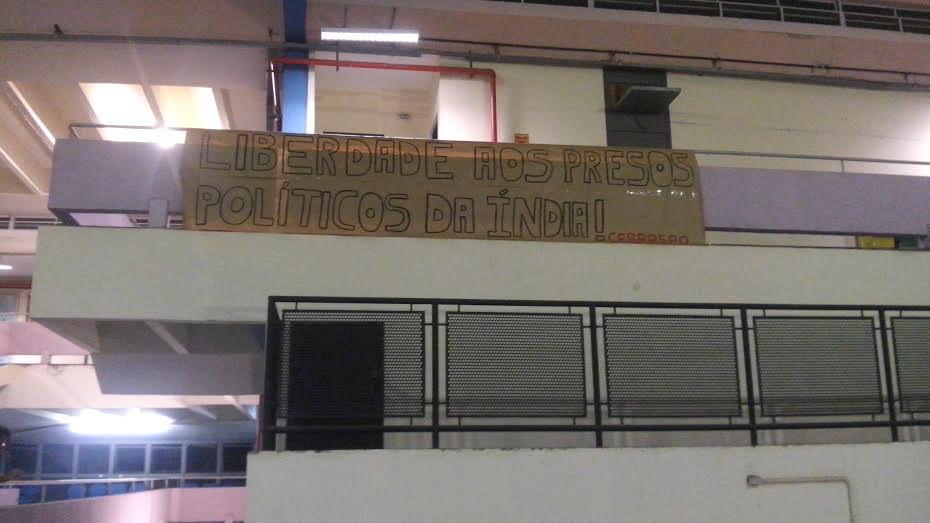 LIBERDADE AOS PRESOS
POLÍTICOS DA ÍNDIA!